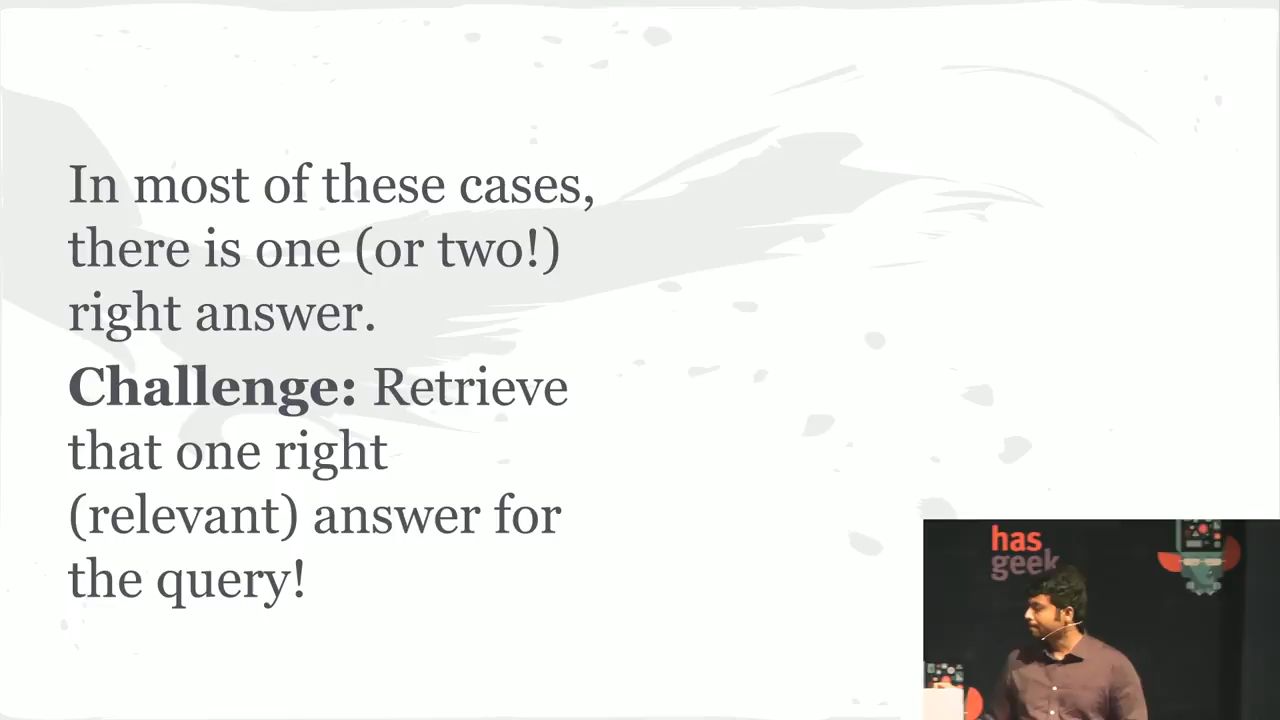 In most of these cases,
there is one (or two!)
right answer.
Challenge: Retrieve
that one right
(relevant) answer for
the query!
has
geek